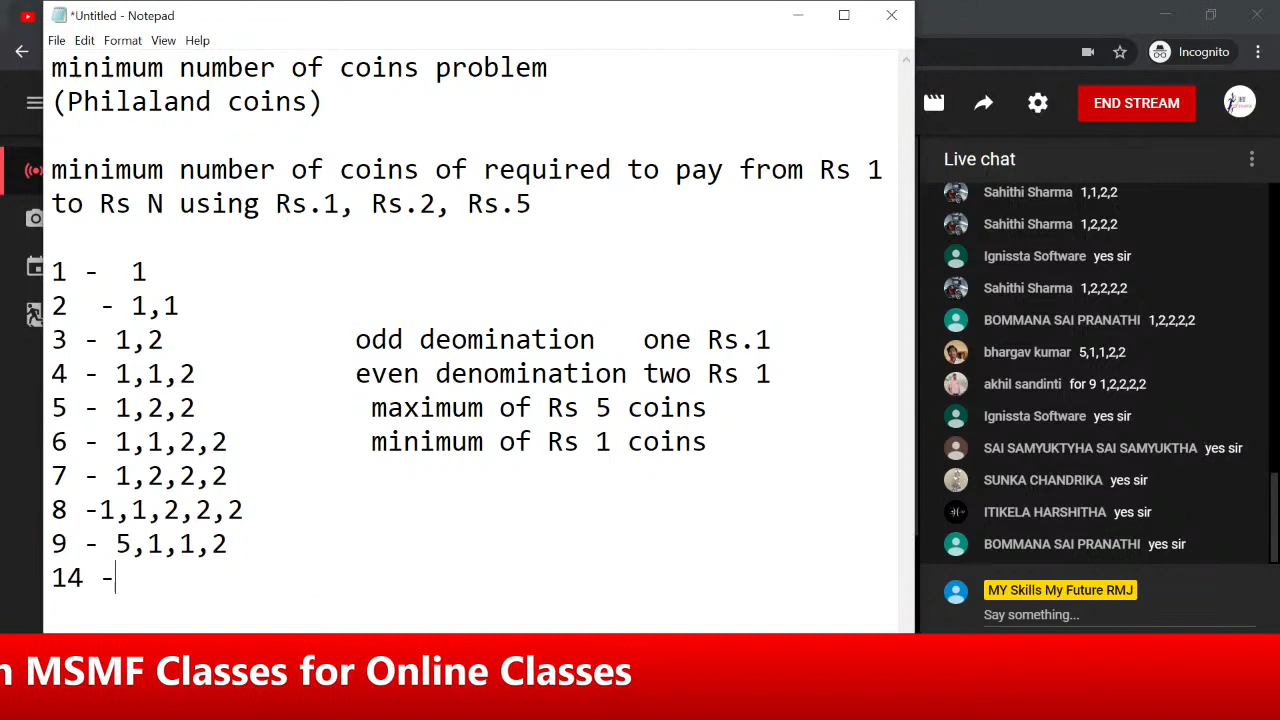 *Untitled - Notepad
File Edit Format View Help
minimum number of coins problem
(Philaland coins)
minimum number of coins of required to pay from Rs 1
to Rs N using Rs.1, Rs.2, Rs.5
1 - 1
2 - 1,1
3 - 1,2 odd deomination one Rs.1
4 - 1,1,2 even denomination two Rs 1
5 - 1,2,2 maximum of Rs 5 coins
6 - 1,1,2,2 minimum of Rs 1 coins
7 - 1,2,2,2
8 -1,1,2,2,2
9 - 5,1,1,2
14 -
Incognito
END STREAM
Live chat
Sahithi Sharma 1,1,2,2
Sahithi Sharma 1,2,2,2
Ignissta Software yes sir
Sahithi Sharma 1,2,2,2,2
BOMMANA SAI PRANATHI 1,2,2,2,2
bhargav kumar 5,1,1,2,2
akhil sandinti for 9 1,2,2,2,2
Ignissta Software yes sir
SAI SAMYUKTYHA SAI SAMYUKTHA yes sir
SUNKA CHANDRIKA yes sir
ITIKELA HARSHITHA yes sir
BOMMANA SAI PRANATHI yes sir
MY Skills My Future RMJ
Say something...
n MSMF Classes for Online Classes